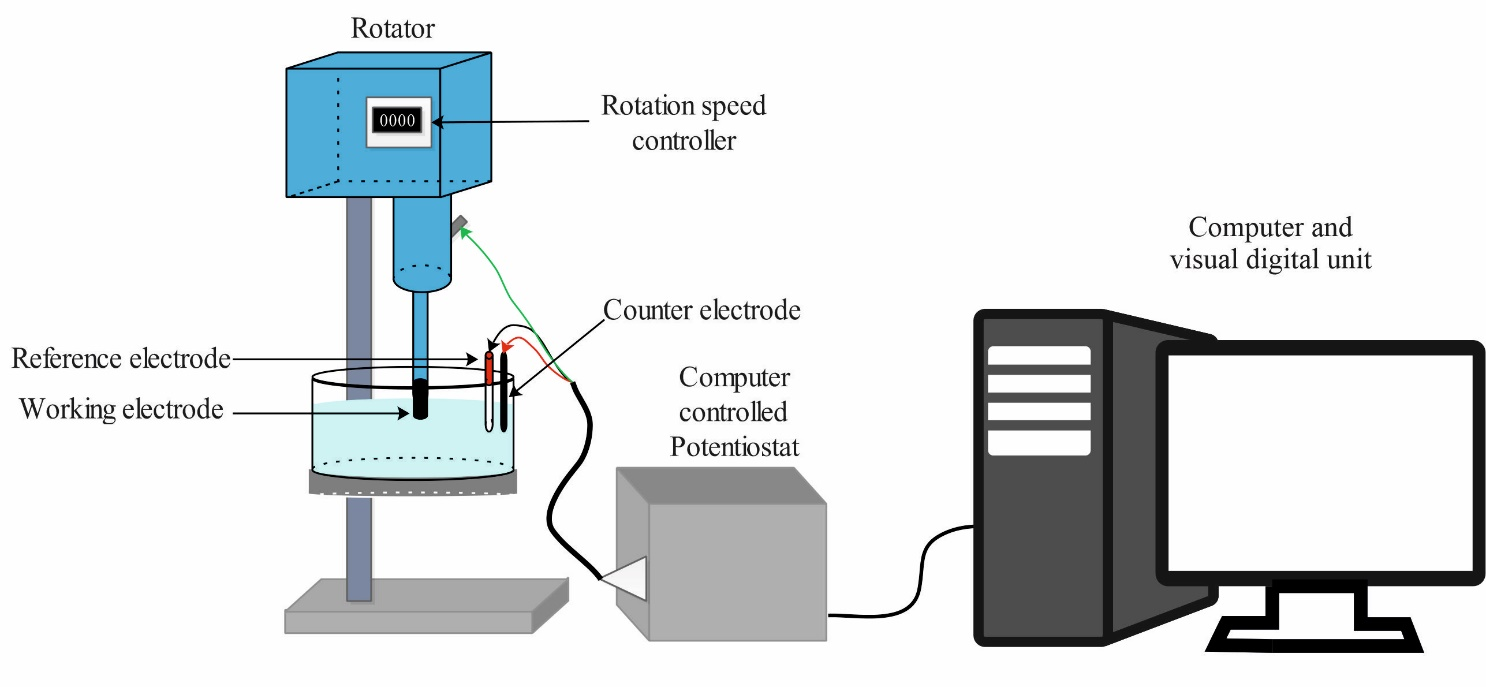 Rotator
0000
Rotation speed
controller
Computer and
visual digital unit
Counter electrode
Reference electrode
Working electrode
Computer
controlled
Potentiostat